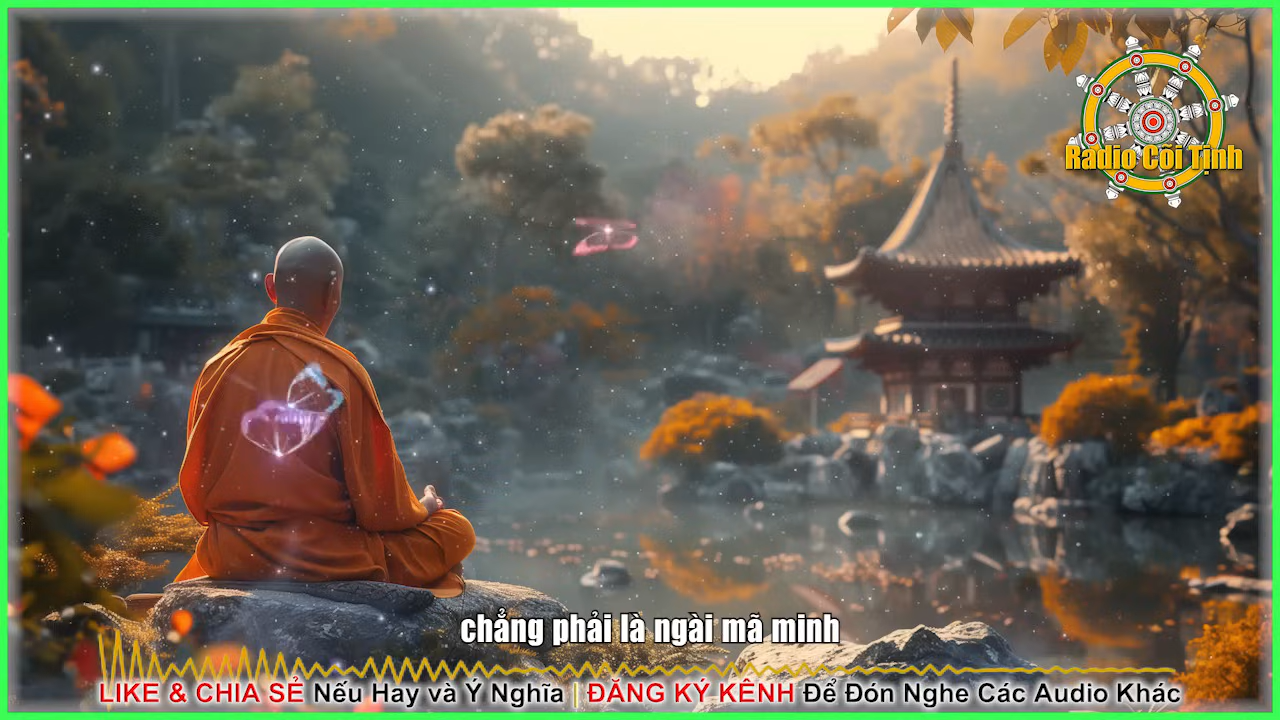 Radio Cõi Tịnh
chẳng phải là ngài mã minh
LIKE & CHIA SẺ Nếu Hay và Ý Nghĩa | ĐĂNG KÝ KÊNH Để Đón Nghe Các Audio Khác